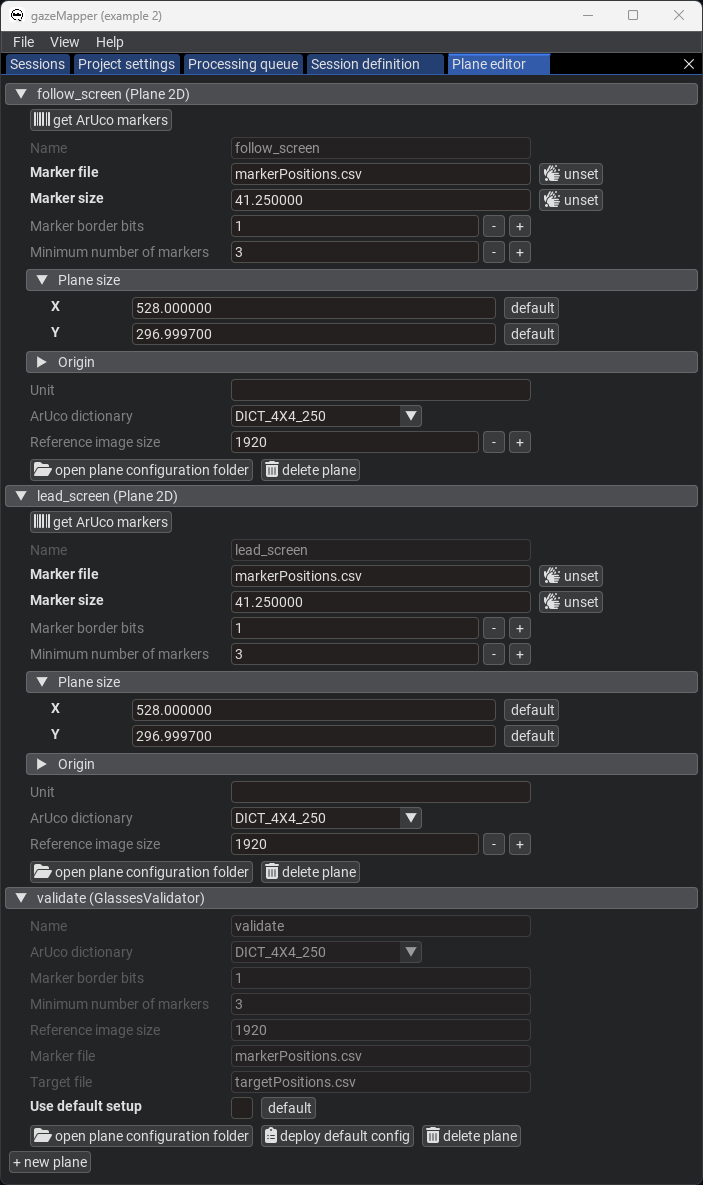 gazeMapper (example 2)
File View Help
Sessions Project settings Processing queue Session definition Plane editor
follow_screen (Plane 2D)
get ArUco markers
Name follow_screen
Marker file markerPositions.csv unset
Marker size 41.250000 unset
Marker border bits 1 - +
Minimum number of markers 3 - +
Plane size
X 528.000000 default
Y 296.999700 default
Origin
Unit
ArUco dictionary DICT_4X4_250
Reference image size 1920 - +
open plane configuration folder delete plane
lead_screen (Plane 2D)
get ArUco markers
Name lead_screen
Marker file markerPositions.csv unset
Marker size 41.250000 unset
Marker border bits 1 - +
Minimum number of markers 3 - +
Plane size
X 528.000000 default
Y 296.999700 default
Origin
Unit
ArUco dictionary DICT_4X4_250
Reference image size 1920 - +
open plane configuration folder delete plane
validate (GlassesValidator)
Name validate
ArUco dictionary DICT_4X4_250
Marker border bits 1
Minimum number of markers 3
Reference image size 1920
Marker file markerPositions.csv
Target file targetPositions.csv
Use default setup default
open plane configuration folder deploy default config delete plane
+ new plane